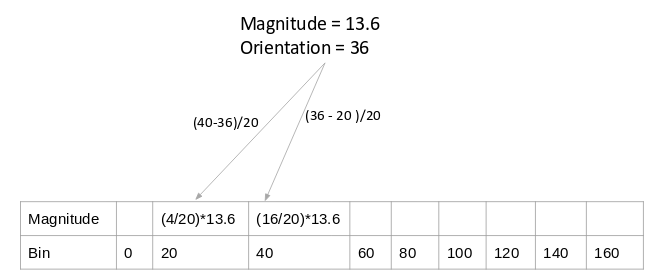 Magnitude = 13.6
Orientation = 36
(40-36)/20
(36 - 20 )/20
Magnitude (4/20)*13.6 (16/20)*13.6
Bin 0 20 40 60 80 100 120 140 160